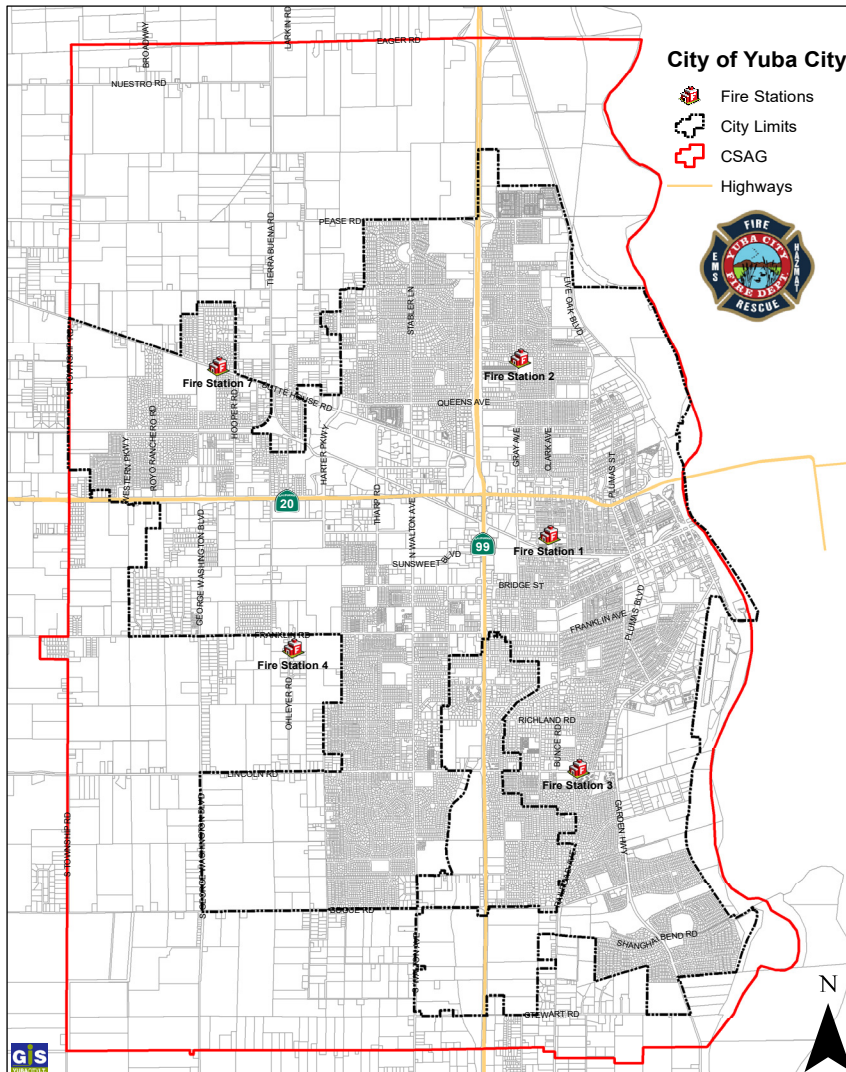 City of Yuba City
Fire Stations
City Limits
CSAG
Highways
FIRE
EMS
HAZMAT
RESCUE
YUBA CITY
FIRE DEPT.
BROADWAY
LARKIN RD
EAGER RD
NUESTRO RD
PEASE RD
TIERRA BUENA RD
STABLER LN
LIVE OAK BLVD
N TOWNSHIP RD
Fire Station 7
Fire Station 2
HOOPER RD
QUEENS AVE
ROYO RANCHERO RD
WESTERN PKWY
HARTER PKWY
GRAY AVE
CLARK AVE
PLUMAS ST
THARP RD
N WALTON AVE
20
99
GEORGE WASHINGTON BLVD
SUNSWEET BLVD
Fire Station 1
BRIDGE ST
FRANKLIN AVE
PLUMAS BLVD
FRANKLIN RD
Fire Station 4
OHLEYER RD
RICHLAND RD
BUNCE RD
LINCOLN RD
Fire Station 3
S TOWNSHIP RD
S GEORGE WASHINGTON BLVD
GARDEN HWY
SHANGHAI BEND RD
S WALTON AVE
STEWART RD
N
GIS